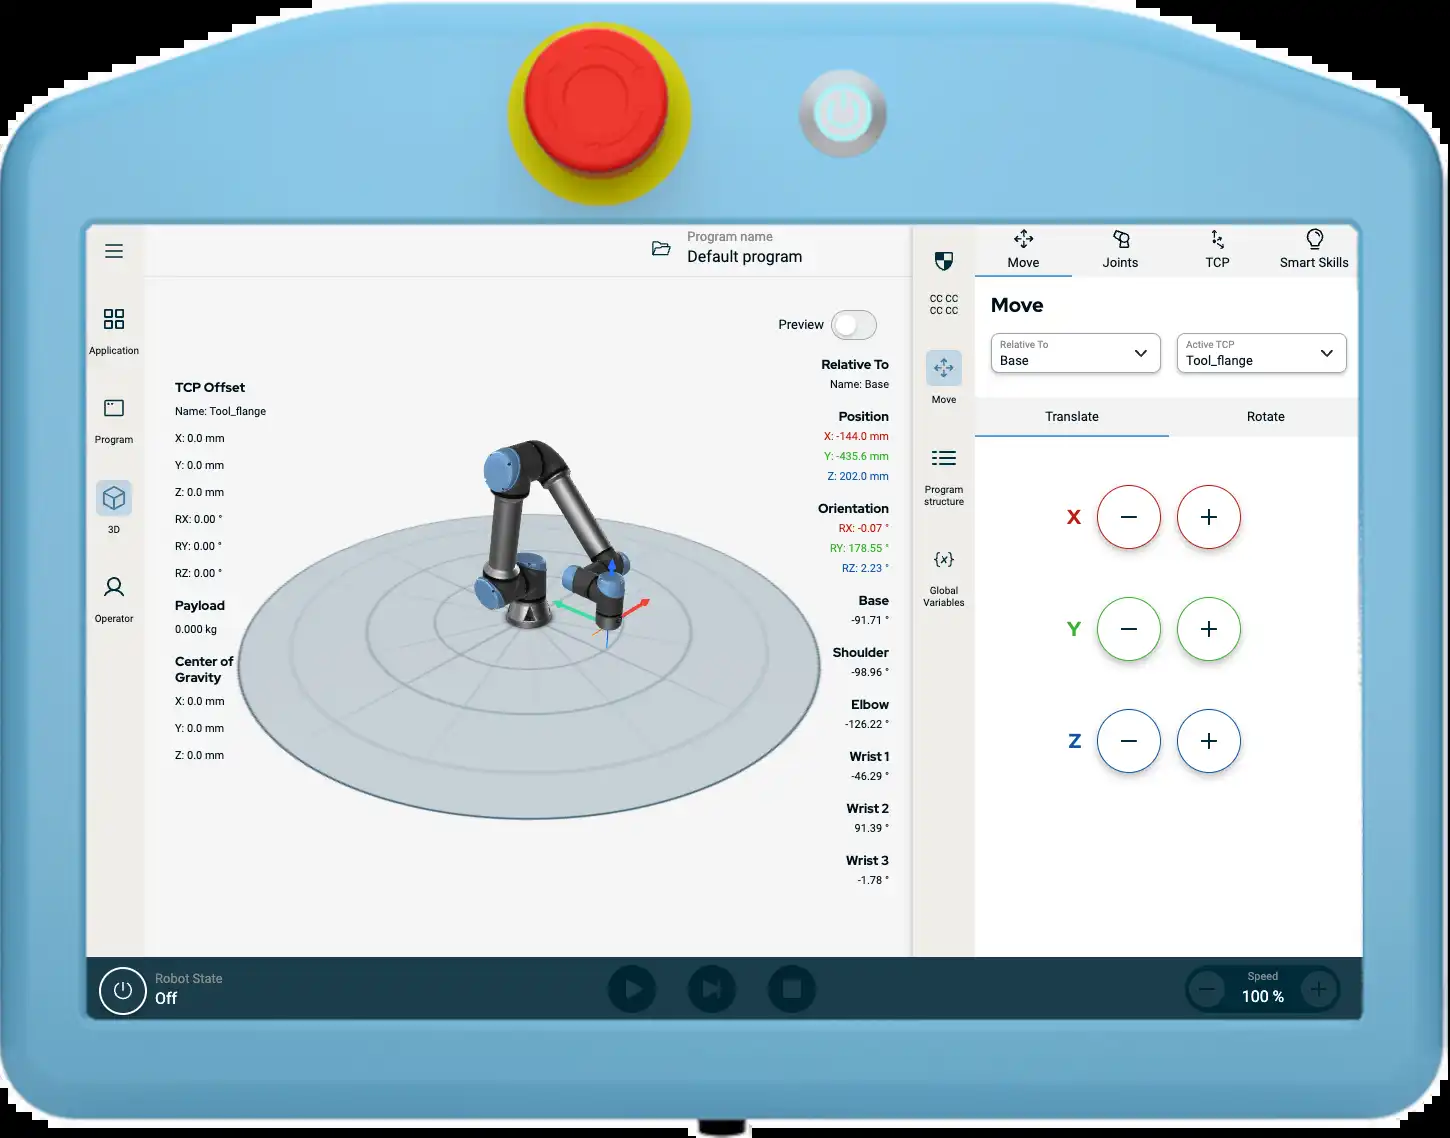 Program name
Default program
Application
Program
3D
Operator
TCP Offset
Name: Tool_flange
X: 0.0 mm
Y: 0.0 mm
Z: 0.0 mm
RX: 0.00 °
RY: 0.00 °
RZ: 0.00 °
Payload
0.000 kg
Center of
Gravity
X: 0.0 mm
Y: 0.0 mm
Z: 0.0 mm
Preview
Relative To
Name: Base
Position
X: -144.0 mm
Y: -435.6 mm
Z: 202.0 mm
Orientation
RX: -0.07 °
RY: 178.55 °
RZ: 2.23 °
Base
-91.71 °
Shoulder
-98.96 °
Elbow
-126.22 °
Wrist 1
-46.29 °
Wrist 2
91.39 °
Wrist 3
-1.78 °
CC CC
CC CC
Move
Program
structure
{x}
Global
Variables
Move
Joints
TCP
Smart Skills
Move
Relative To
Base
Active TCP
Tool_flange
Translate
Rotate
X
Y
Z
Robot State
Off
Speed
100 %